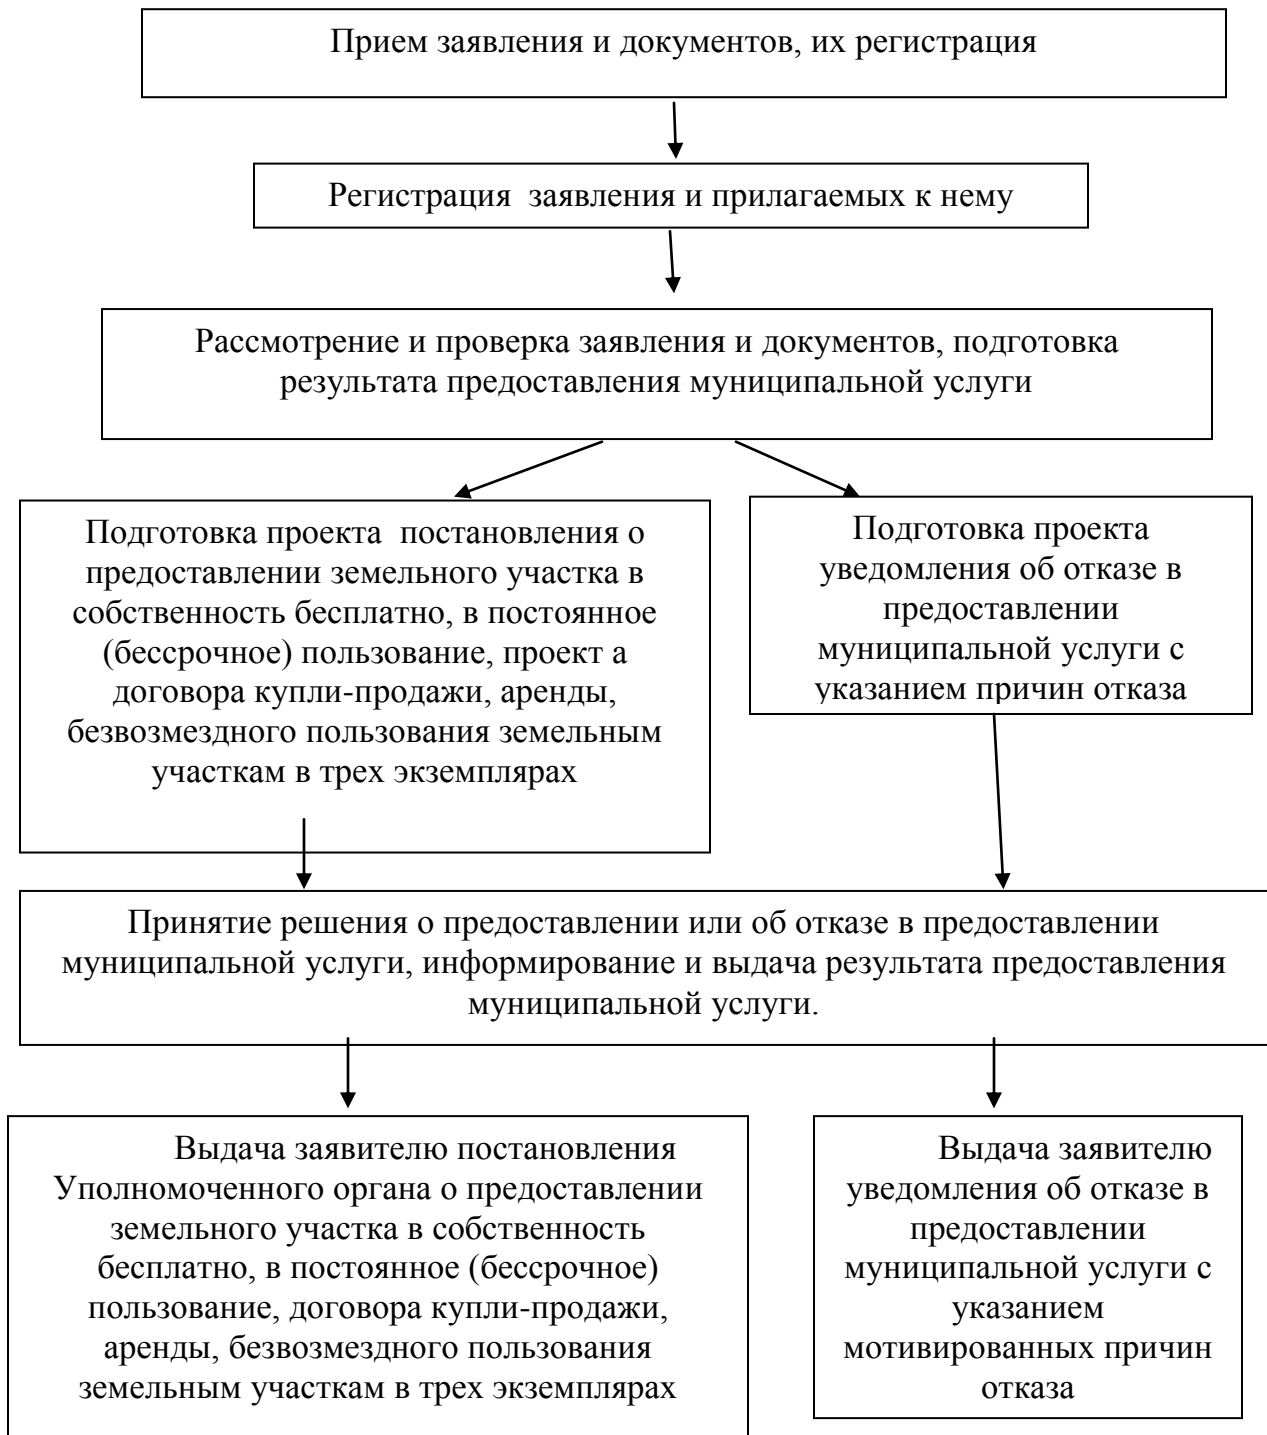 Прием заявления и документов, их регистрация
Регистрация  заявления и прилагаемых к нему
Рассмотрение и проверка заявления и документов, подготовка
результата предоставления муниципальной услуги
Подготовка проекта  постановления о
предоставлении земельного участка в
собственность бесплатно, в постоянное
(бессрочное) пользование, проект а
договора купли-продажи, аренды,
безвозмездного пользования земельным
участкам в трех экземплярах
Подготовка проекта
уведомления об отказе в
предоставлении
муниципальной услуги с
указанием причин отказа
Принятие решения о предоставлении или об отказе в предоставлении
муниципальной услуги, информирование и выдача результата предоставления
муниципальной услуги.
Выдача заявителю постановления
Уполномоченного органа о предоставлении
земельного участка в собственность
бесплатно, в постоянное (бессрочное)
пользование, договора купли-продажи,
аренды, безвозмездного пользования
земельным участкам в трех экземплярах
Выдача заявителю
уведомления об отказе в
предоставлении
муниципальной услуги с
указанием
мотивированных причин
отказа